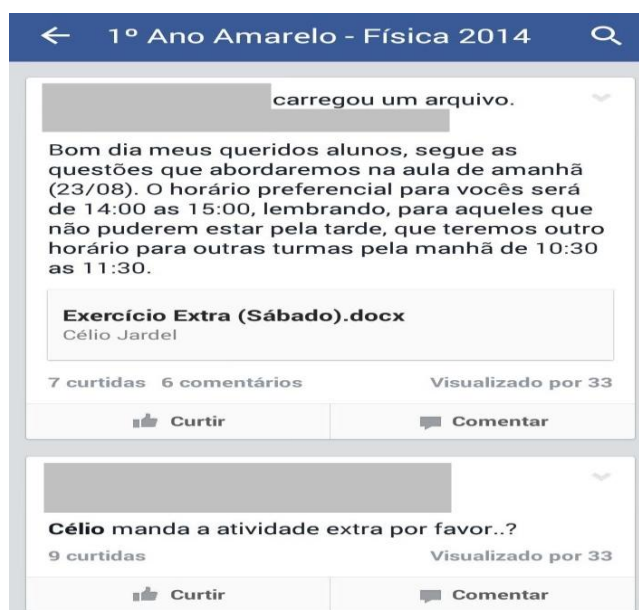 1º Ano Amarelo - Física 2014
carregou um arquivo.
Bom dia meus queridos alunos, segue as
questões que abordaremos na aula de amanhã
(23/08). O horário preferencial para vocês será
de 14:00 as 15:00, lembrando, para aqueles que
não puderem estar pela tarde, que teremos outro
horário para outras turmas pela manhã de 10:30
as 11:30.
Exercício Extra (Sábado).docx
Célio Jardel
7 curtidas 6 comentários Visualizado por 33
Curtir Comentar
Célio manda a atividade extra por favor..?
9 curtidas Visualizado por 33
Curtir Comentar